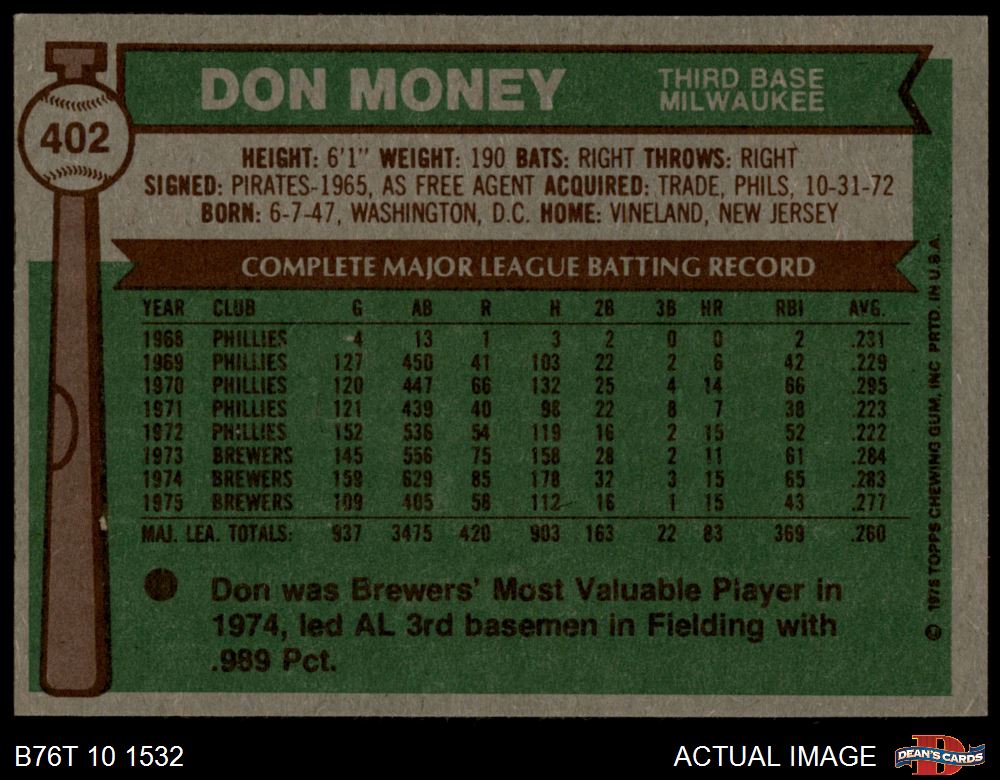 402
DON MONEY
THIRD BASE
MILWAUKEE
HEIGHT: 6'1" WEIGHT: 190 BATS: RIGHT THROWS: RIGHT
SIGNED: PIRATES-1965, AS FREE AGENT ACQUIRED: TRADE, PHILS, 10-31-72
BORN: 6-7-47, WASHINGTON, D.C. HOME: VINELAND, NEW JERSEY
COMPLETE MAJOR LEAGUE BATTING RECORD
YEAR CLUB G AB R H 2B 3B HR RBI AVG.
1968 PHILLIES 4 13 1 3 2 0 0 2 .231
1969 PHILLIES 127 450 41 103 22 2 6 42 .229
1970 PHILLIES 120 447 66 132 25 4 14 66 .295
1971 PHILLIES 121 439 40 98 22 8 7 38 .223
1972 PHILLIES 152 536 54 119 16 2 15 52 .222
1973 BREWERS 145 556 75 158 28 2 11 61 .284
1974 BREWERS 159 629 85 178 32 3 15 65 .283
1975 BREWERS 109 405 58 112 16 1 15 43 .277
MAJ. LEA. TOTALS: 937 3475 420 903 163 22 83 369 .260
Don was Brewers' Most Valuable Player in
1974, led AL 3rd basemen in Fielding with
.989 Pct.
© 1976 TOPPS CHEWING GUM, INC PRTD. IN U.S.A.
B76T 10 1532
ACTUAL IMAGE
D
DEAN'S CARDS